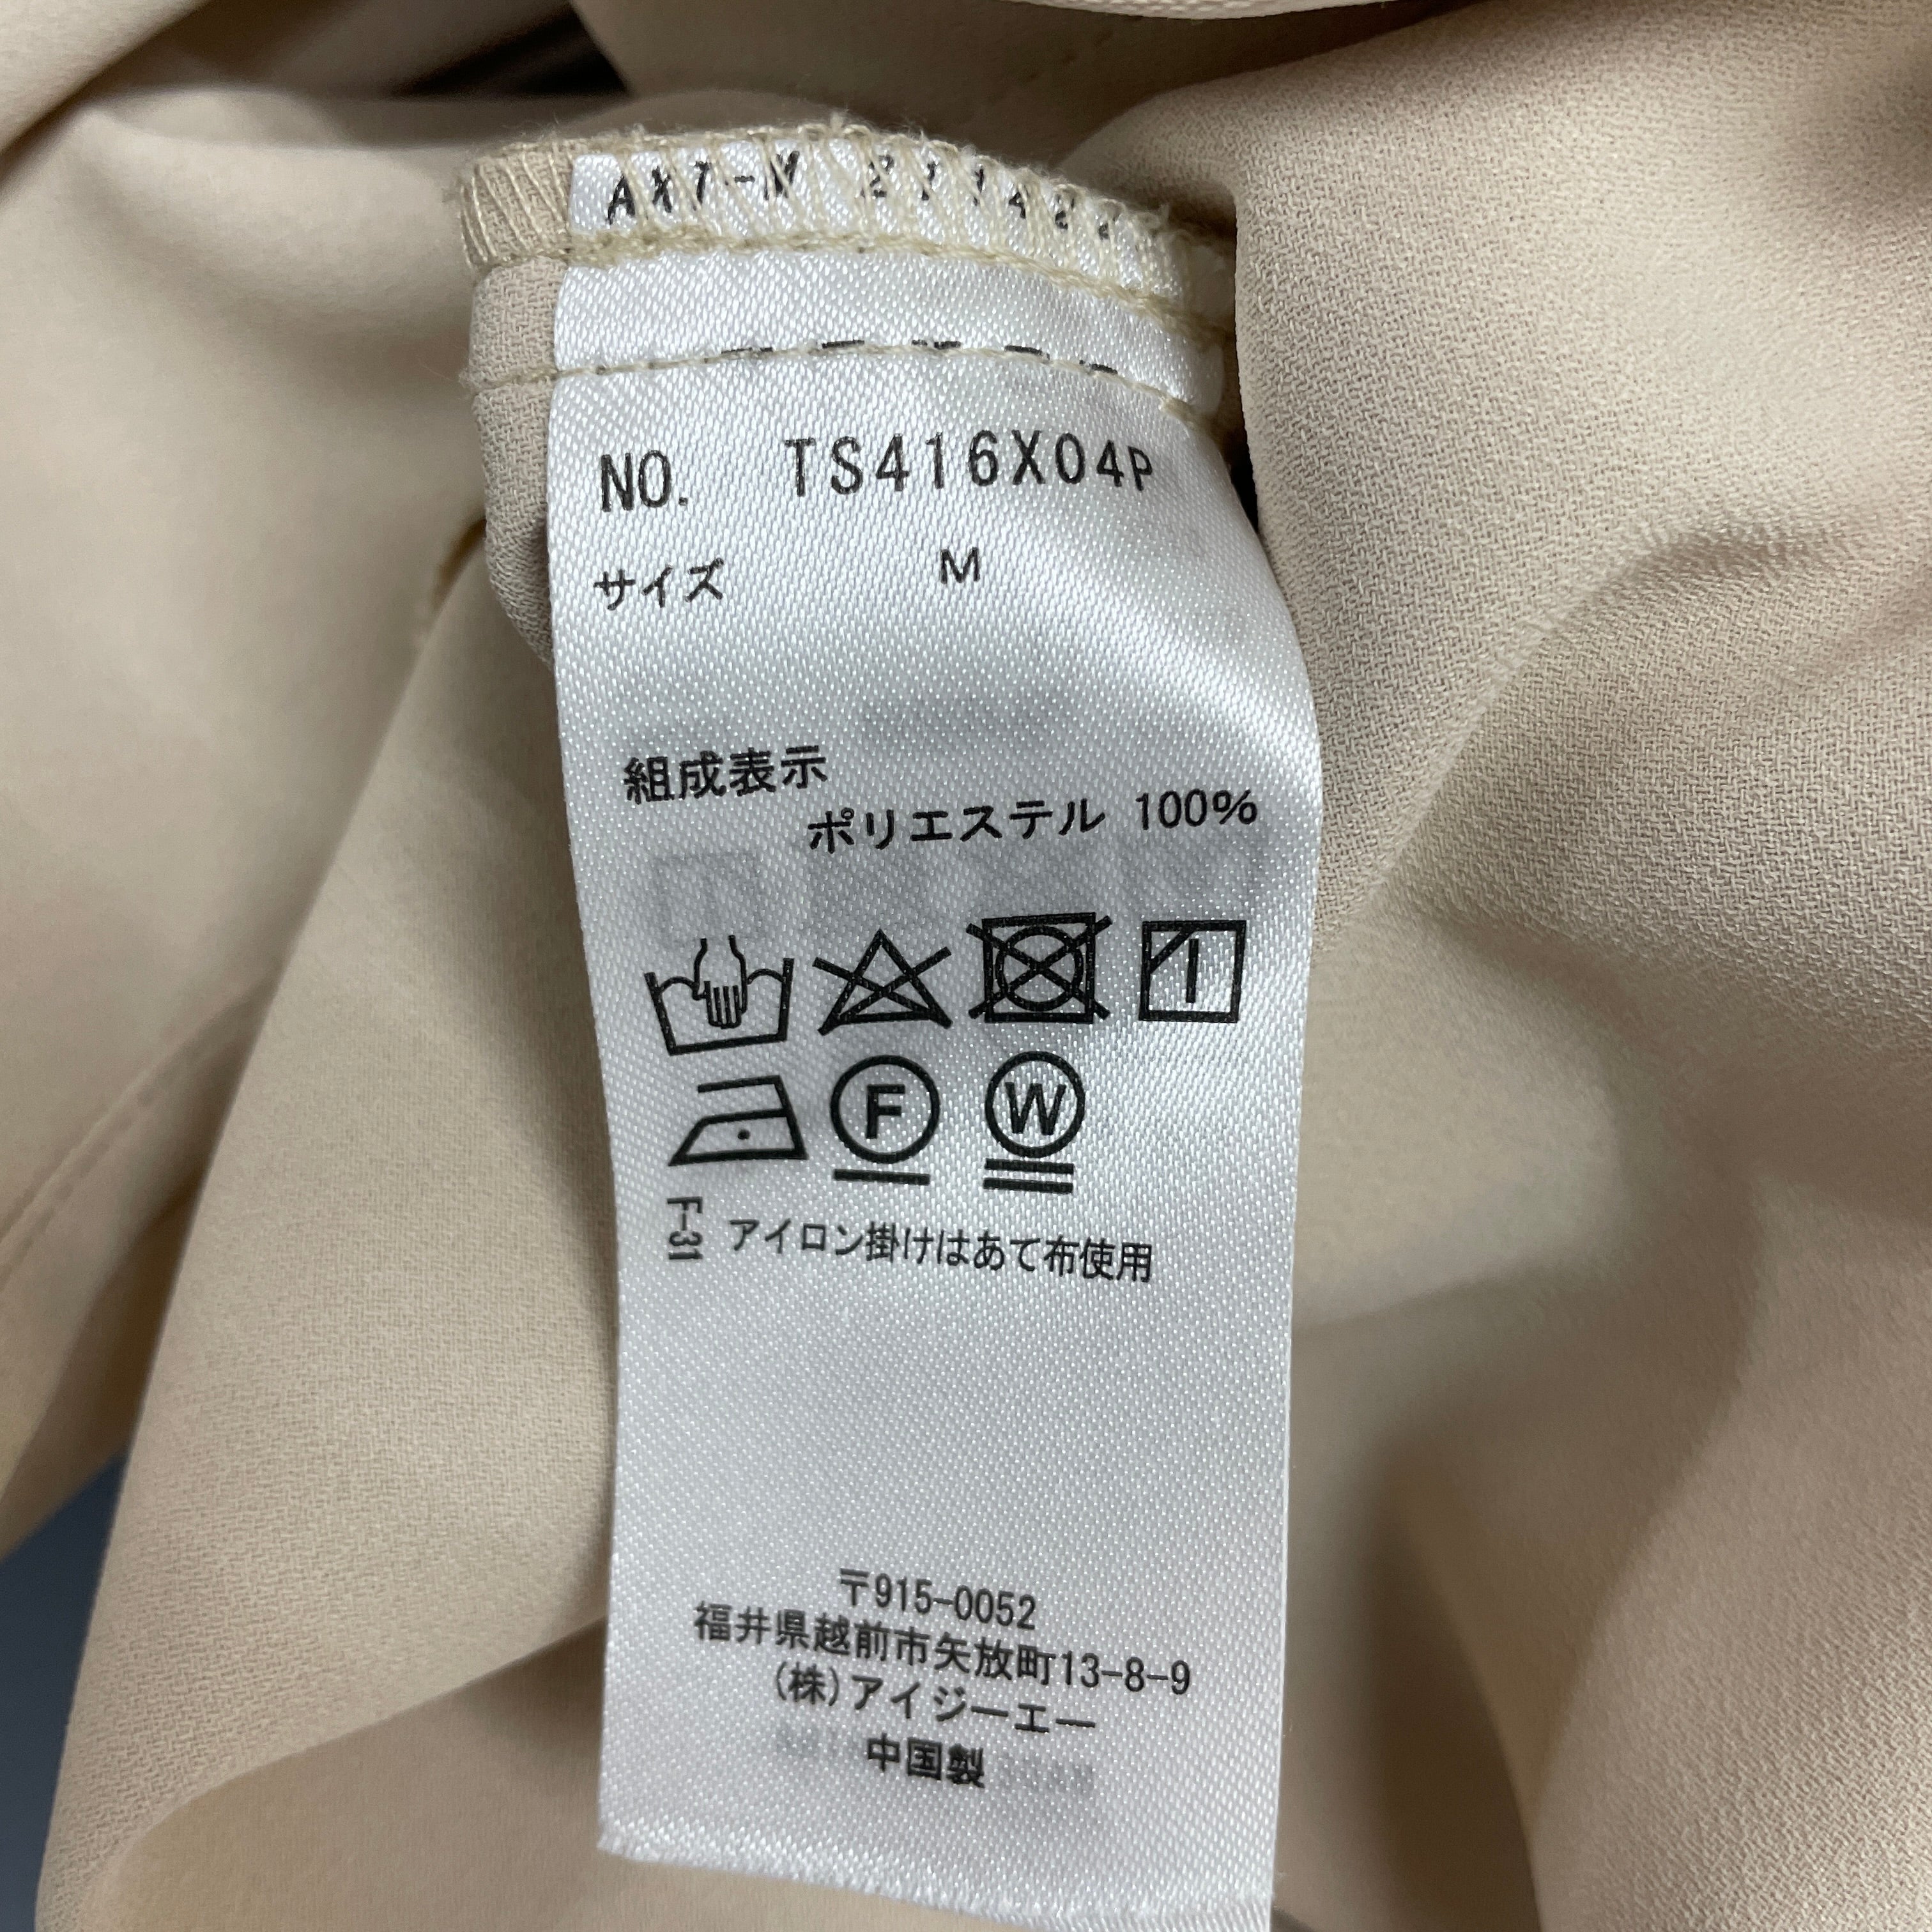 NO. TS416X04P
サイズ M
組成表示
ポリエステル 100%
F
W
F-31 アイロン掛けはあて布使用
〒915-0052
福井県越前市矢放町13-8-9
(株)アイジーエー
中国製